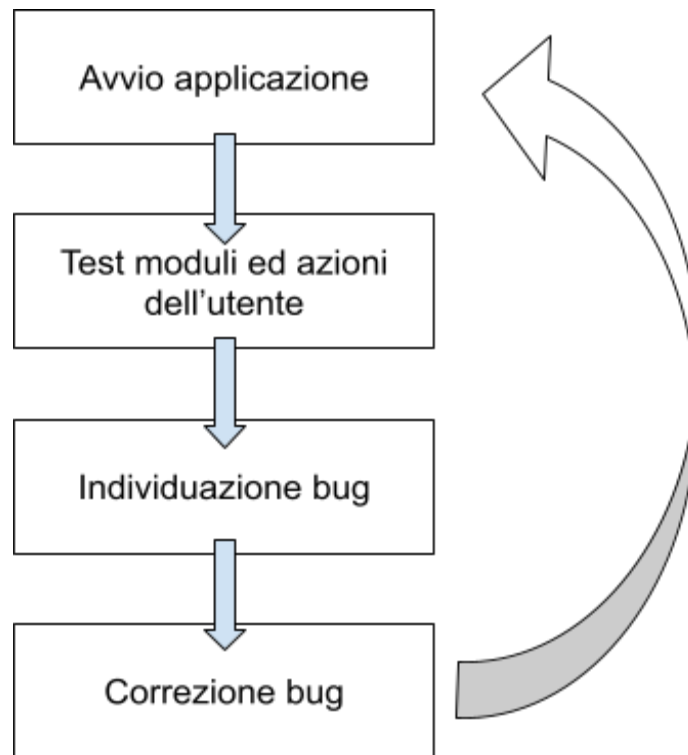 Avvio applicazione
Test moduli ed azioni
dell’utente
Individuazione bug
Correzione bug